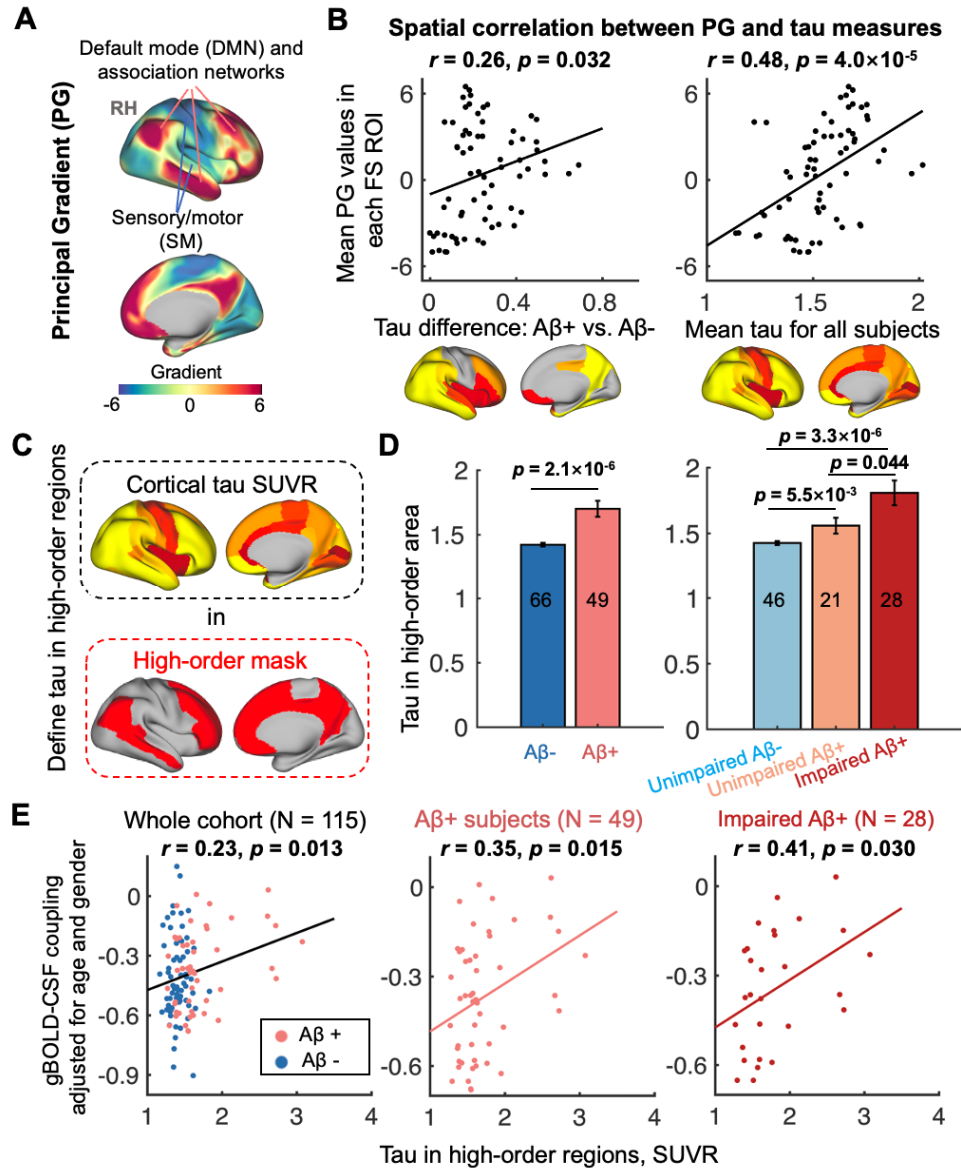 A
Default mode (DMN) and
association networks
RH
Sensory/motor
(SM)
Principal Gradient (PG)
Gradient
-6 0 6
B
Spatial correlation between PG and tau measures
r = 0.26, p = 0.032
r = 0.48, p = 4.0×10⁻⁵
Mean PG values in
each FS ROI
6
0
-6
0 0.4 0.8
Tau difference: Aβ+ vs. Aβ-
6
0
-6
1 1.5 2
Mean tau for all subjects
C
Define tau in high-order regions
Cortical tau SUVR
in
High-order mask
D
Tau in high-order area
2
1.5
1
0.5
0
p = 2.1×10⁻⁶
66
49
Aβ-
Aβ+
2
1.5
1
0.5
0
p = 3.3×10⁻⁶
p = 0.044
p = 5.5×10⁻³
46
21
28
Unimpaired Aβ-
Unimpaired Aβ+
Impaired Aβ+
E
gBOLD-CSF coupling
adjusted for age and gender
Whole cohort (N = 115)
r = 0.23, p = 0.013
0
-0.3
-0.6
-0.9
Aβ +
Aβ -
1 2 3 4
Aβ+ subjects (N = 49)
r = 0.35, p = 0.015
0
-0.3
-0.6
1 2 3 4
Impaired Aβ+ (N = 28)
r = 0.41, p = 0.030
0
-0.3
-0.6
1 2 3 4
Tau in high-order regions, SUVR